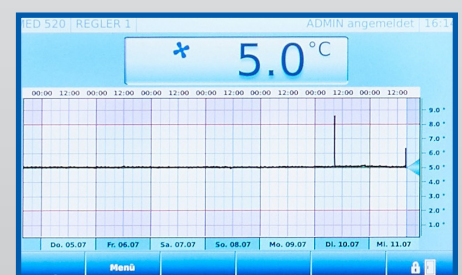 MED 520 | REGLER 1 | ADMIN angemeldet | 16:14
5.0 °C
00:00 12:00 00:00 12:00 00:00 12:00 00:00 12:00 00:00 12:00 00:00 12:00 00:00 12:00
9.0 °
8.0 °
7.0 °
6.0 °
5.0 °
4.0 °
3.0 °
2.0 °
1.0 °
Do. 05.07 Fr. 06.07 Sa. 07.07 So. 08.07 Mo. 09.07 Di. 10.07 Mi. 11.07
Menü